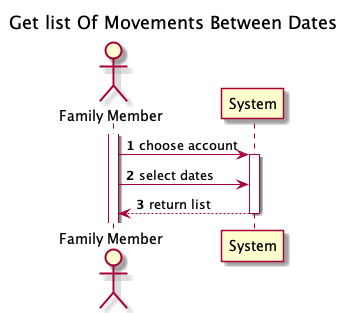 Get list Of Movements Between Dates
Family Member
System
1 choose account
2 select dates
3 return list
Family Member
System